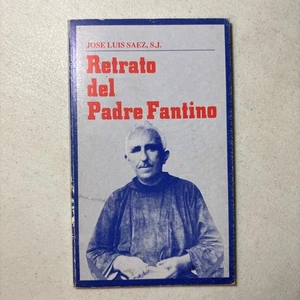 JOSE LUIS SAEZ, S.J.
Retrato
del
Padre Fantino